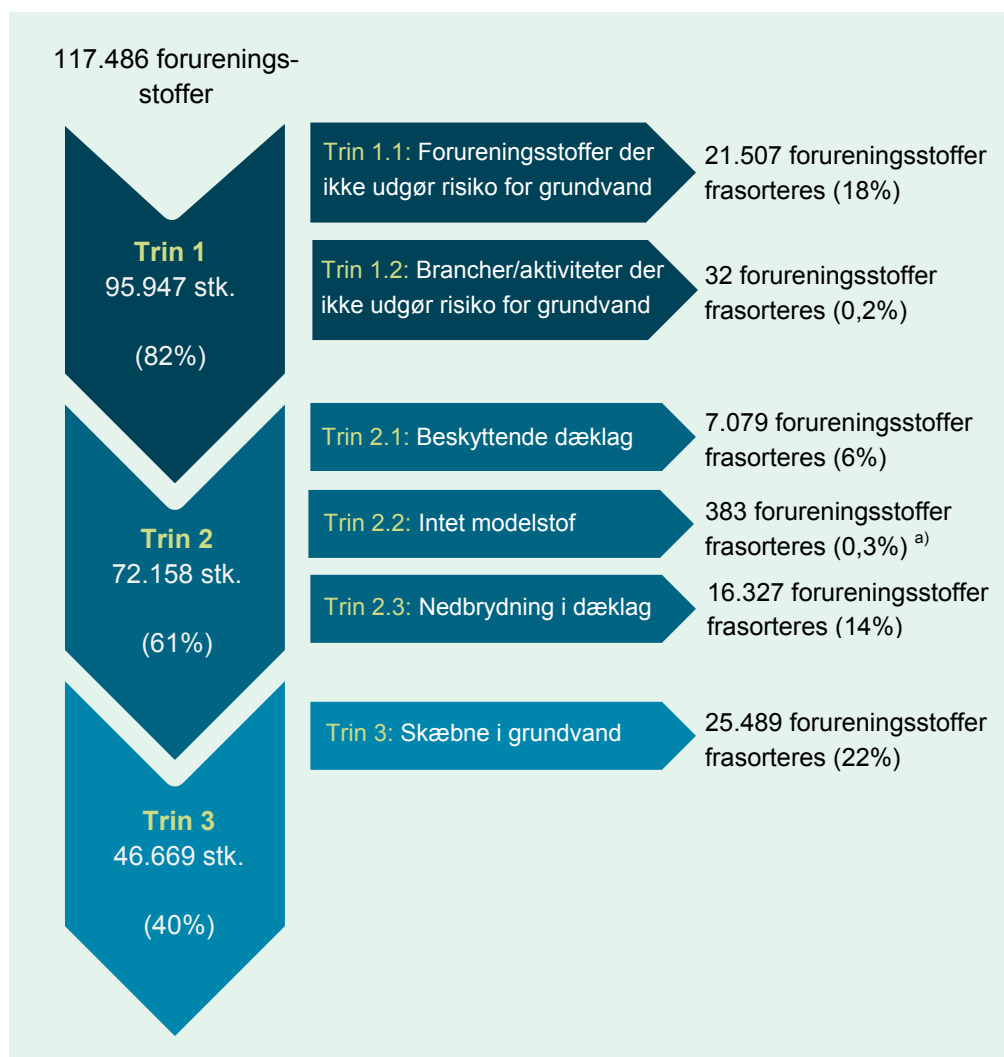 117.486 forurenings-
stoffer
Trin 1
95.947 stk.
(82%)
Trin 1.1: Forureningsstoffer der
ikke udgør risiko for grundvand
21.507 forureningsstoffer
frasorteres (18%)
Trin 1.2: Brancher/aktiviteter der
ikke udgør risiko for grundvand
32 forureningsstoffer
frasorteres (0,2%)
Trin 2
72.158 stk.
(61%)
Trin 2.1: Beskyttende dæklag
7.079 forureningsstoffer
frasorteres (6%)
Trin 2.2: Intet modelstof
383 forureningsstoffer
frasorteres (0,3%) a)
Trin 2.3: Nedbrydning i dæklag
16.327 forureningsstoffer
frasorteres (14%)
Trin 3
46.669 stk.
(40%)
Trin 3: Skæbne i grundvand
25.489 forureningsstoffer
frasorteres (22%)